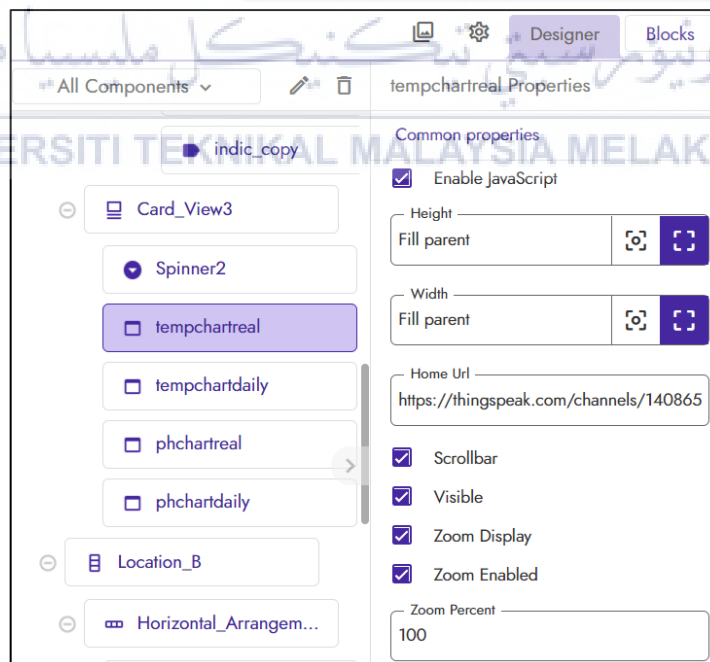 Designer
Blocks
All Components
tempchartreal Properties
Common properties
ERSITI TEKNIKAL MALAYSIA MELAK
indic_copy
Enable JavaScript
Card_View3
Height
Fill parent
Spinner2
Width
Fill parent
tempchartreal
Home Url
https://thingspeak.com/channels/140865
tempchartdaily
phchartreal
Scrollbar
phchartdaily
Visible
Zoom Display
Location_B
Zoom Enabled
Zoom Percent
Horizontal_Arrangem...
100